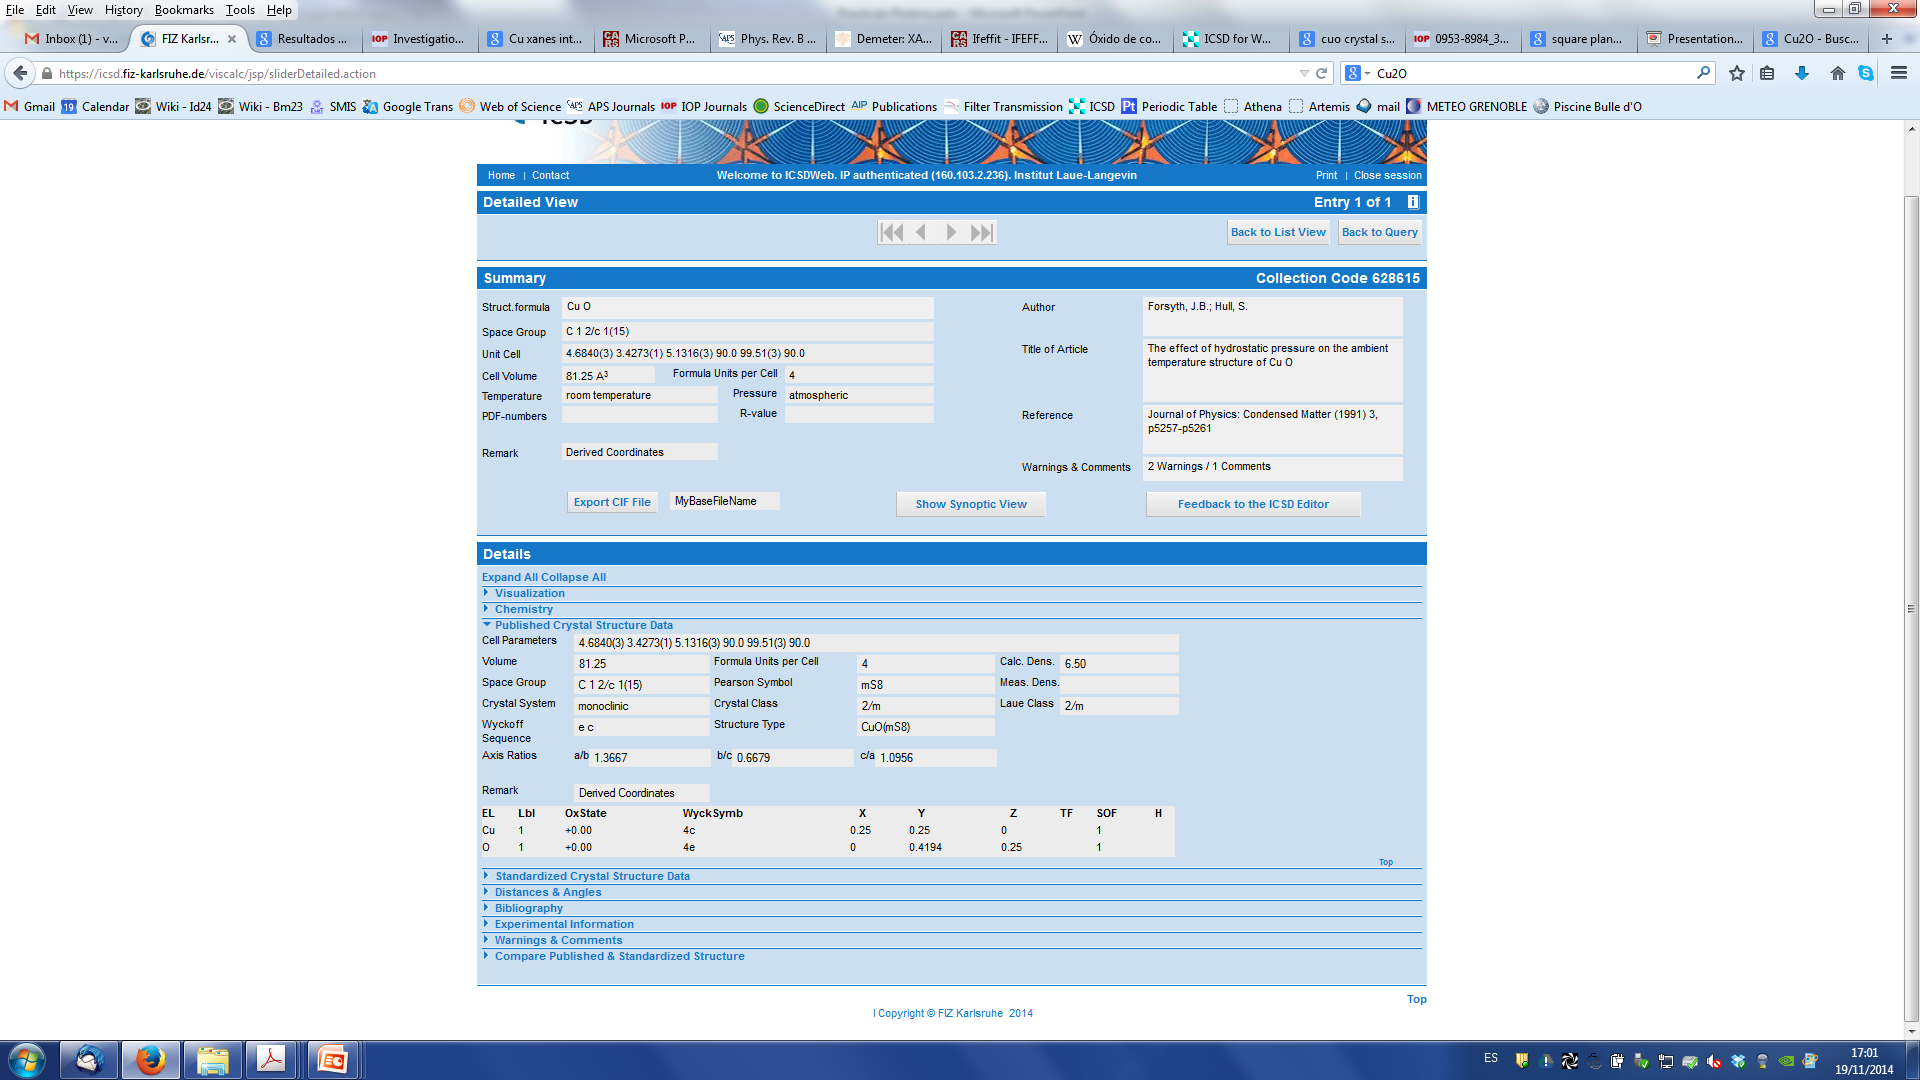 File Edit View History Bookmarks Tools Help
Inbox (1) - v... FIZ Karlsr... Resultados ... IOP Investigatio... Cu xanes int... Microsoft P... Phys. Rev. B ... Demeter: XA... Ifeffit - IFEFF... Óxido de co... ICSD for W... cuo crystal s... IOP 0953-8984_3... square plan... Presentation... Cu2O - Busc...
https://icsd.fiz-karlsruhe.de/viscalc/jsp/sliderDetailed.action Cu2O
Gmail 19 Calendar Wiki - Id24 Wiki - Bm23 SMIS Google Trans Web of Science APS Journals IOP IOP Journals ScienceDirect AIP Publications Filter Transmission ICSD Pt Periodic Table Athena Artemis mail METEO GRENOBLE Piscine Bulle d'O
ICSD
Home | Contact Welcome to ICSDWeb. IP authenticated (160.103.2.236). Institut Laue-Langevin Print | Close session
Detailed View Entry 1 of 1 i
Back to List View Back to Query
Summary Collection Code 628615
Struct.formula Cu O Author Forsyth, J.B.; Hull, S.
Space Group C 1 2/c 1(15)
Unit Cell 4.6840(3) 3.4273(1) 5.1316(3) 90.0 99.51(3) 90.0 Title of Article The effect of hydrostatic pressure on the ambient
temperature structure of Cu O
Cell Volume 81.25 A³ Formula Units per Cell 4
Temperature room temperature Pressure atmospheric
PDF-numbers R-value Reference Journal of Physics: Condensed Matter (1991) 3,
p5257-p5261
Remark Derived Coordinates
Warnings & Comments 2 Warnings / 1 Comments
Export CIF File MyBaseFileName Show Synoptic View Feedback to the ICSD Editor
Details
Expand All Collapse All
Visualization
Chemistry
Published Crystal Structure Data
Cell Parameters 4.6840(3) 3.4273(1) 5.1316(3) 90.0 99.51(3) 90.0
Volume 81.25 Formula Units per Cell 4 Calc. Dens. 6.50
Space Group C 1 2/c 1(15) Pearson Symbol mS8 Meas. Dens.
Crystal System monoclinic Crystal Class 2/m Laue Class 2/m
Wyckoff
Sequence e c Structure Type CuO(mS8)
Axis Ratios a/b 1.3667 b/c 0.6679 c/a 1.0956
Remark Derived Coordinates
EL Lbl OxState WyckSymb X Y Z TF SOF H
Cu 1 +0.00 4c 0.25 0.25 0 1
O 1 +0.00 4e 0 0.4194 0.25 1
Top
Standardized Crystal Structure Data
Distances & Angles
Bibliography
Experimental Information
Warnings & Comments
Compare Published & Standardized Structure
Top
l Copyright © FIZ Karlsruhe 2014
ES 17:01
19/11/2014